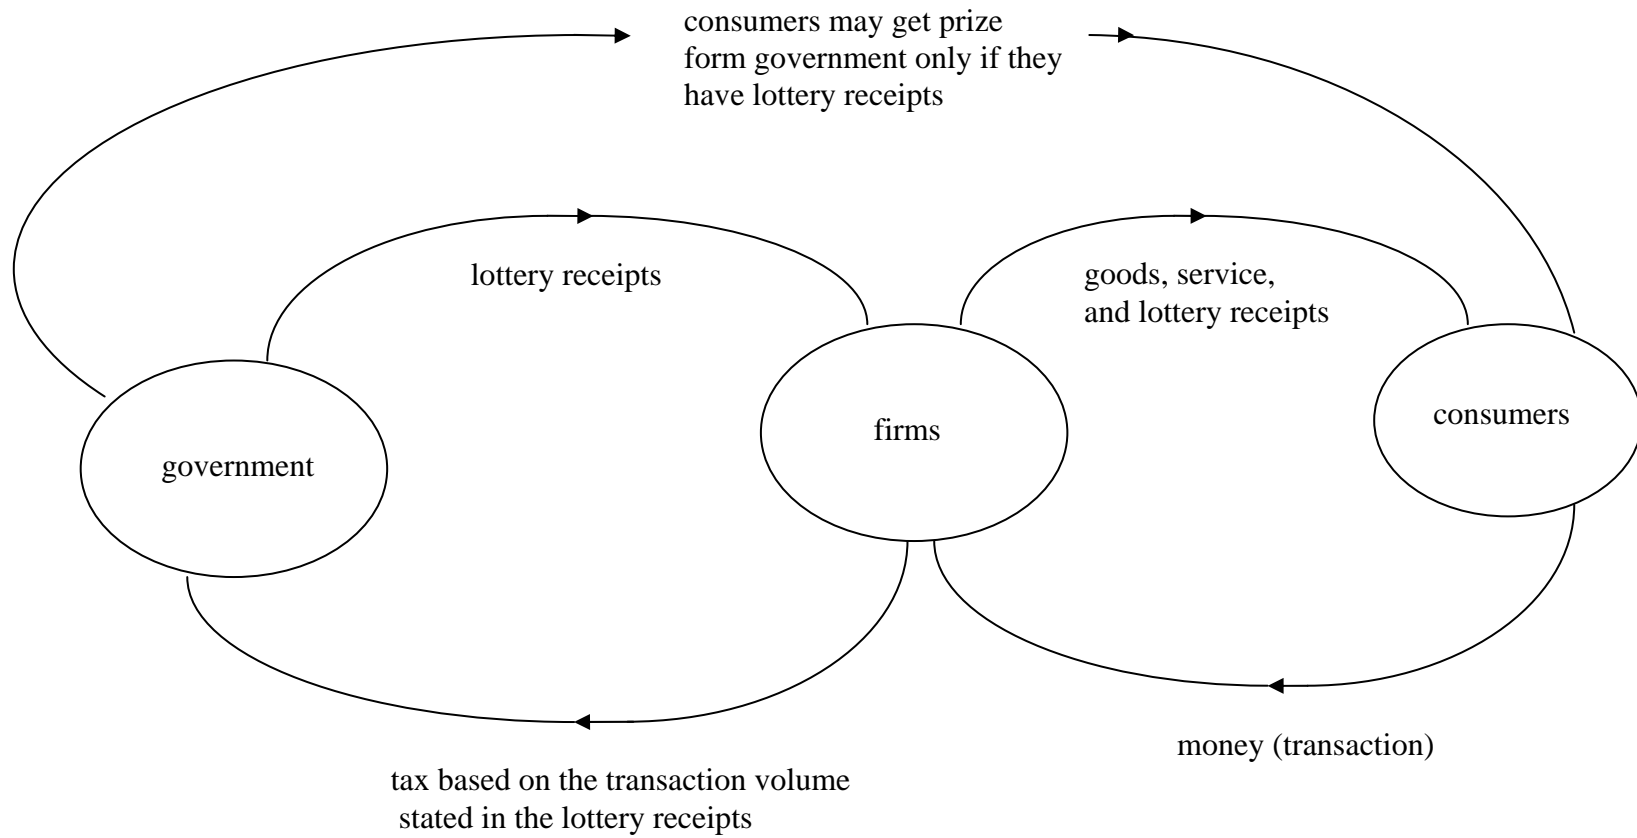 consumers may get prize
form government only if they
have lottery receipts
lottery receipts
goods, service,
and lottery receipts
government
firms
consumers
tax based on the transaction volume
stated in the lottery receipts
money (transaction)